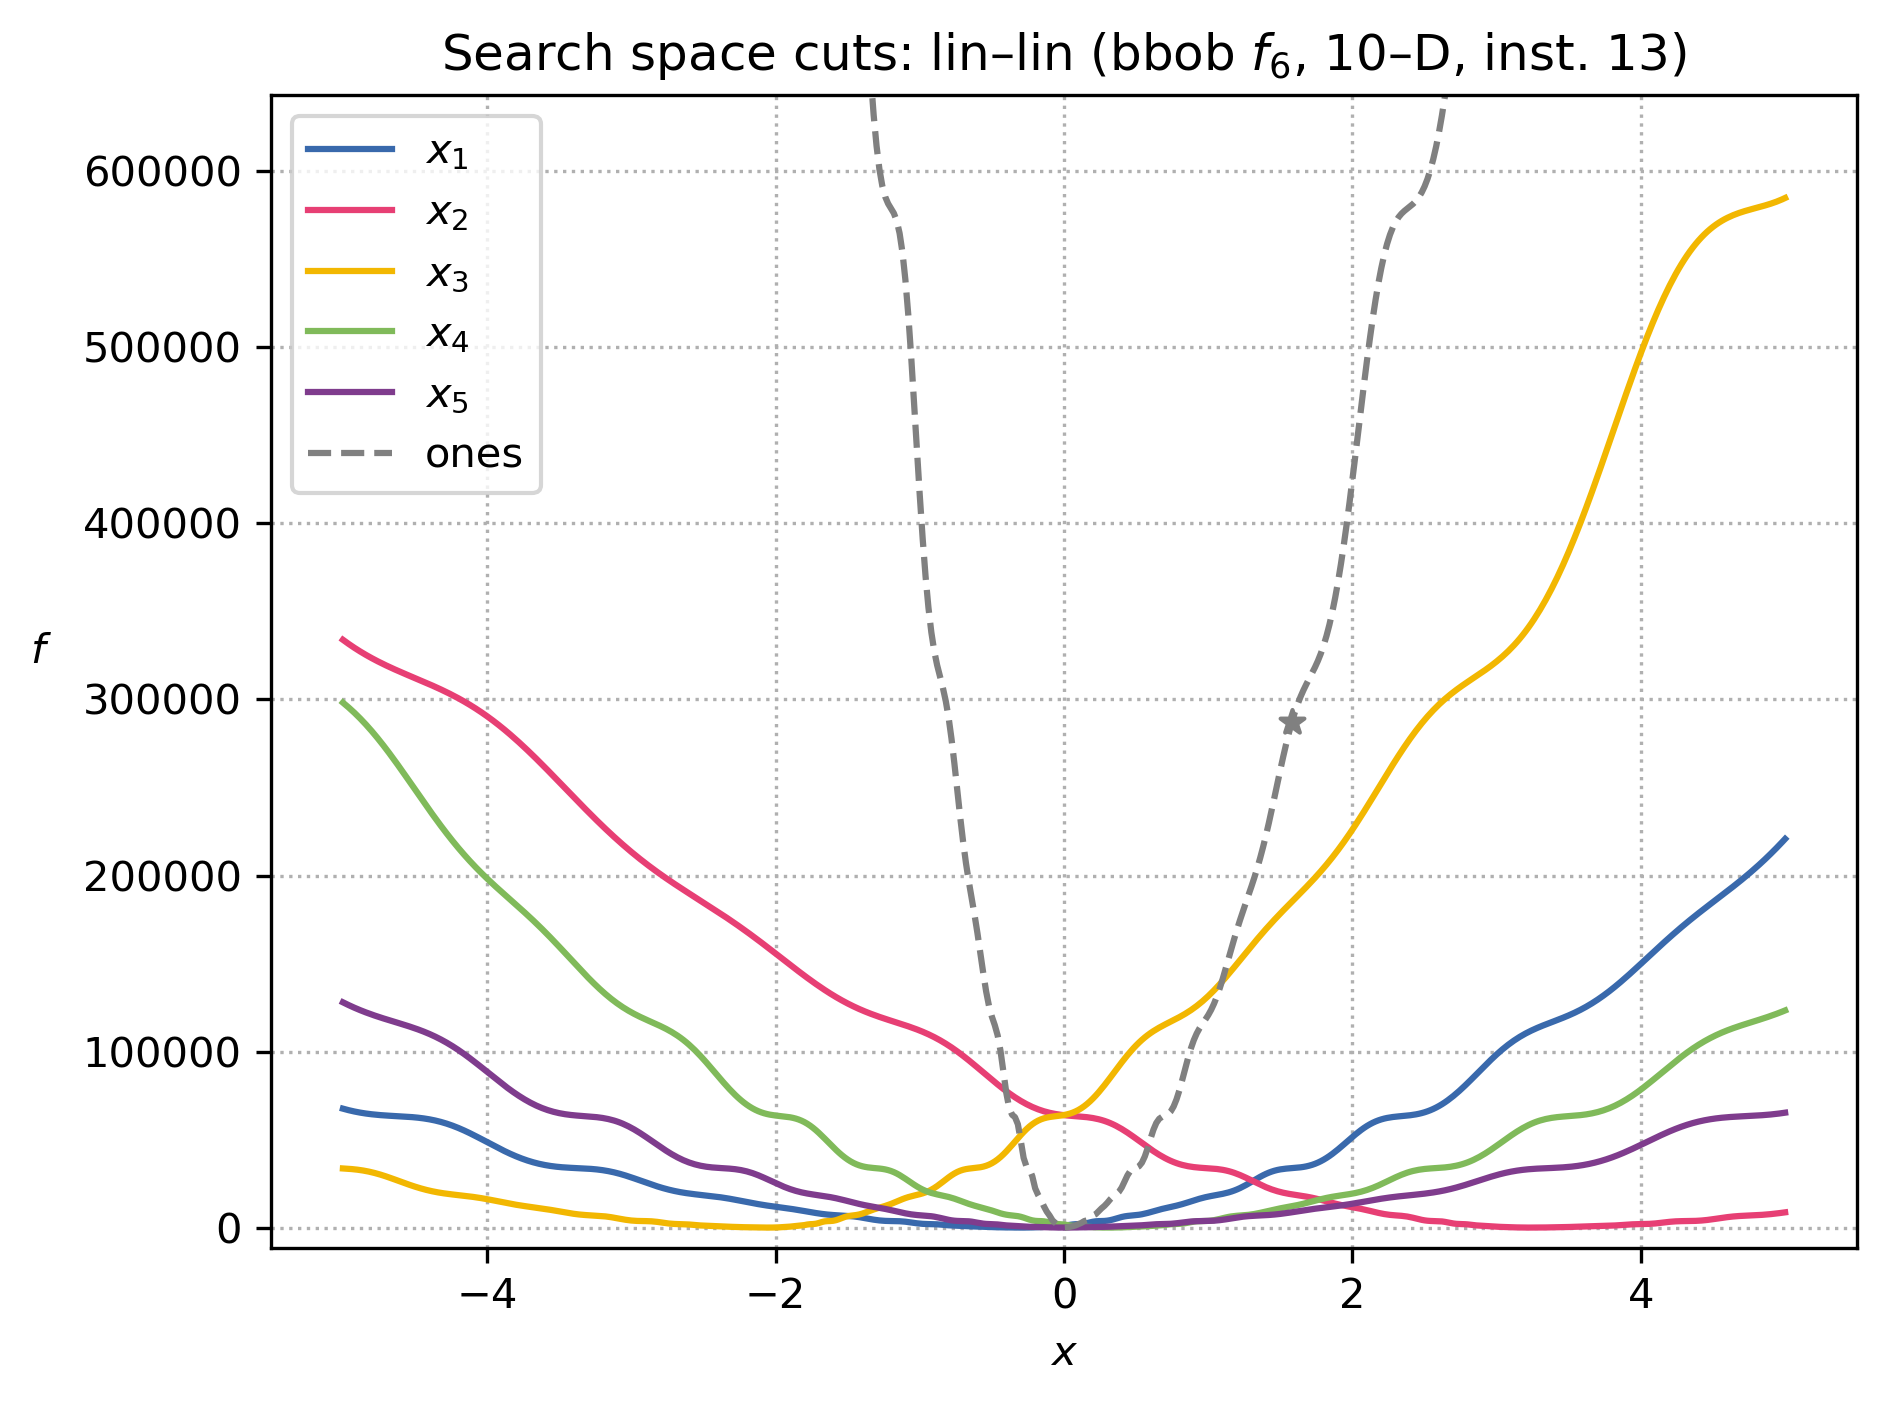 Search space cuts: lin–lin (bbob f₆, 10–D, inst. 13)
x₁
x₂
x₃
x₄
x₅
ones
600000
500000
400000
300000
200000
100000
0
f
−4
−2
0
2
4
x